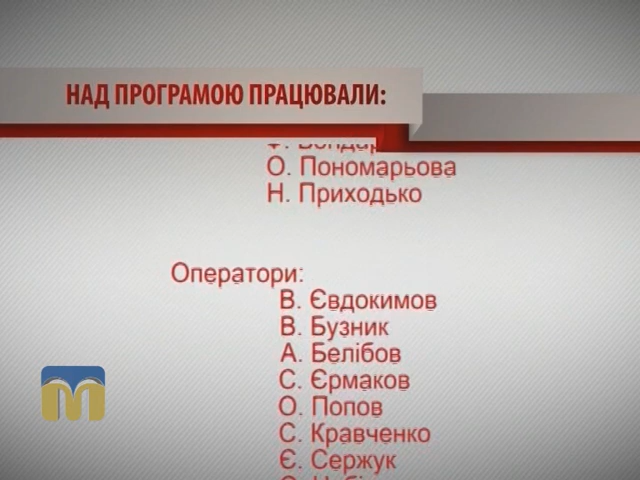 НАД ПРОГРАМОЮ ПРАЦЮВАЛИ:
О. Пономарьова
Н. Приходько
Оператори:
В. Євдокимов
В. Бузник
А. Белібов
С. Єрмаков
О. Попов
С. Кравченко
Є. Сержук